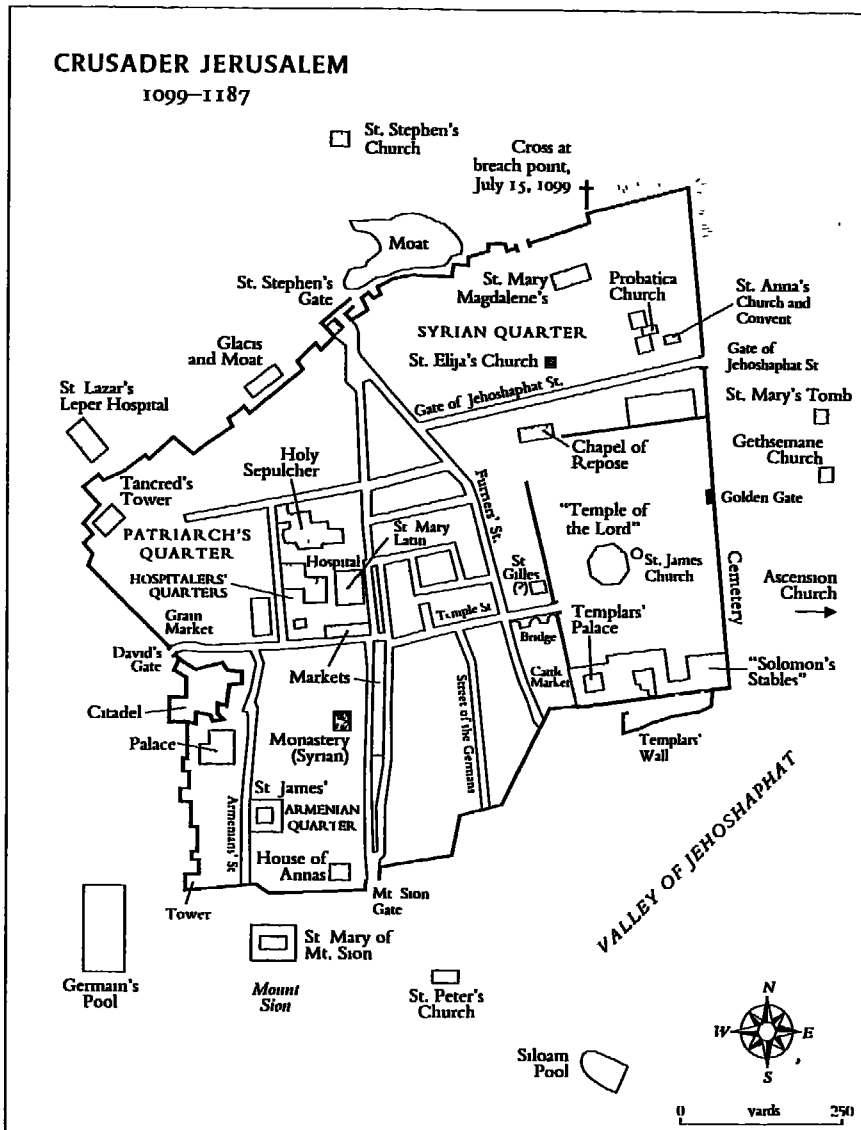 CRUSADER JERUSALEM
1099–1187
St. Stephen's
Church
Cross at
breach point,
July 15, 1099
Moat
St. Stephen's
Gate
St. Mary
Magdalene's
Probatica
Church
St. Anna's
Church and
Convent
SYRIAN QUARTER
Glacis
and Moat
St. Elija's Church
Gate of
Jehoshaphat St
St Lazar's
Leper Hospital
Gate of Jehoshaphat St.
St. Mary's Tomb
Chapel of
Repose
Gethsemane
Church
Holy
Sepulcher
Tancred's
Tower
Furriers' St.
Golden Gate
"Temple of
the Lord"
PATRIARCH'S
QUARTER
St Mary
Latin
Hospital
St. James
Church
Cemetery
HOSPITALERS'
QUARTERS
St
Gilles
(?)
Ascension
Church
Grain
Market
Temple St
Templars'
Palace
Bridge
David's
Gate
Markets
Cattle
Market
"Solomon's
Stables"
Citadel
Street of the Germans
Palace
Monastery
(Syrian)
Templars'
Wall
St James'
ARMENIAN
QUARTER
Armenians' St
House of
Annas
VALLEY OF JEHOSHAPHAT
Mt Sion
Gate
Tower
St Mary of
Mt. Sion
Germain's
Pool
Mount
Sion
St. Peter's
Church
N
W
E
S
Siloam
Pool
0 yards 250